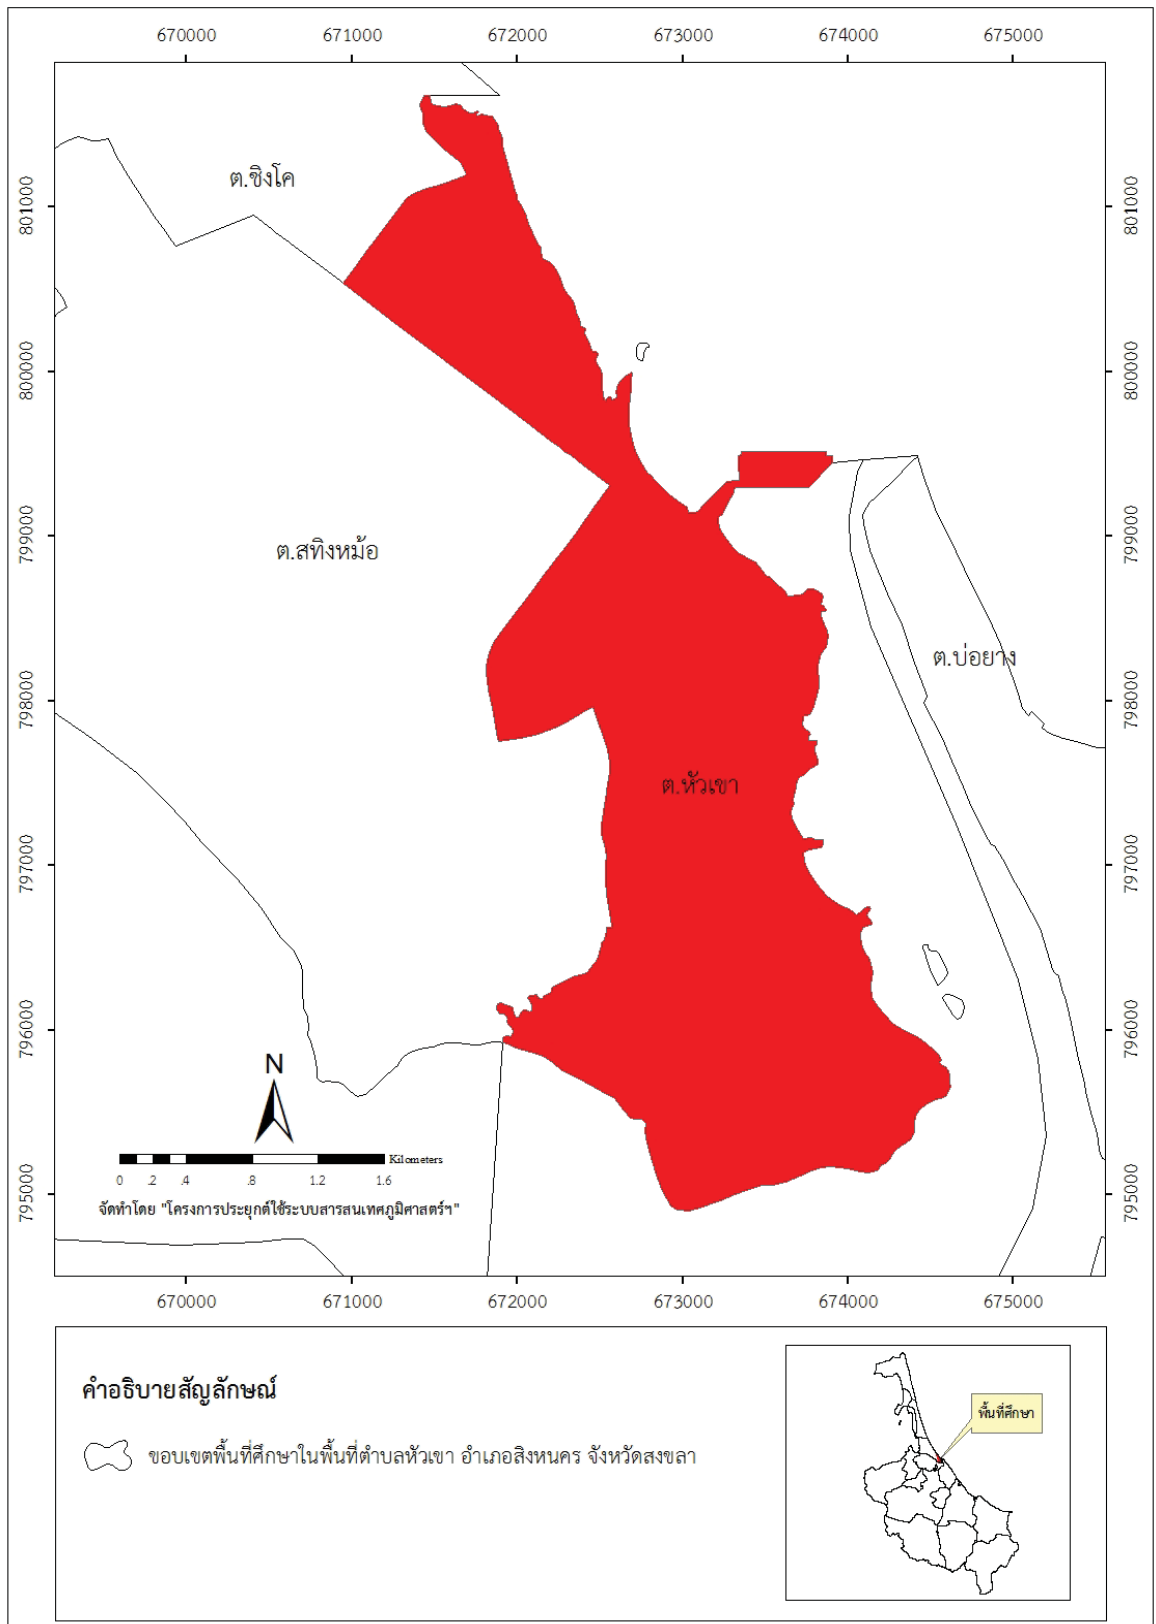 670000 671000 672000 673000 674000 675000
801000 801000
ต.ชิงโค
800000 800000
799000 799000
ต.สทิงหม้อ
ต.บ่อยาง
798000 798000
ต.หัวเขา
797000 797000
796000 796000
N
Kilometers
0 .2 .4 .8 1.2 1.6
795000 795000
จัดทำโดย "โครงการประยุกต์ใช้ระบบสารสนเทศภูมิศาสตร์ฯ"
670000 671000 672000 673000 674000 675000
คำอธิบายสัญลักษณ์
พื้นที่ศึกษา
ขอบเขตพื้นที่ศึกษาในพื้นที่ตำบลหัวเขา อำเภอสิงหนคร จังหวัดสงขลา